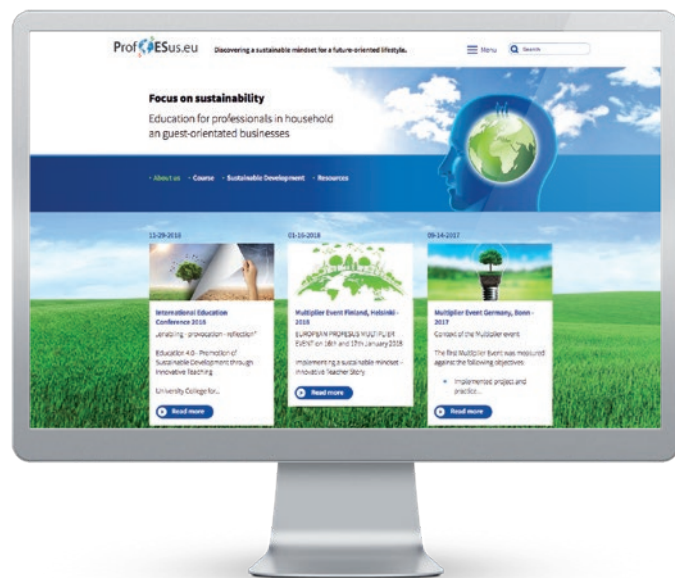 ProfESus.eu
Discovering a sustainable mindset for a future-oriented lifestyle.
Menu
Search
Focus on sustainability
Education for professionals in household
an guest-orientated businesses
· About us · Course · Sustainable Development · Resources
11-29-2018
International Education
Conference 2018
„enabling - provocation - reflection"
Education 4.0 - Promotion of
Sustainable Development through
Innovative Teaching
University College for...
Read more
01-16-2018
Multiplier Event Finland, Helsinki -
2018
EUROPEAN PROFESUS MULTIPLIER
EVENT on 16th and 17th January 2018
Implementing a sustainable mindset -
Innovative Teacher Story
Read more
09-14-2017
Multiplier Event Germany, Bonn -
2017
Context of the Multiplier event
The first Multiplier Event was measured
against the following objectives:
Implemented project and
practice...
Read more